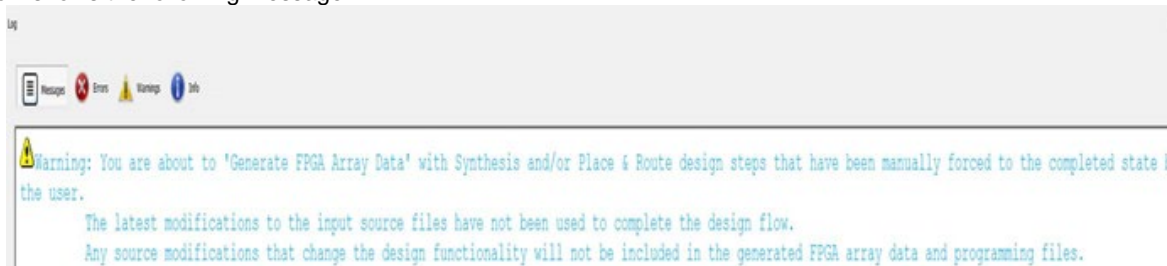 Log
Messages Errors Warnings Info
Warning: You are about to 'Generate FPGA Array Data' with Synthesis and/or Place & Route design steps that have been manually forced to the completed state
the user.
The latest modifications to the input source files have not been used to complete the design flow.
Any source modifications that change the design functionality will not be included in the generated FPGA array data and programming files.